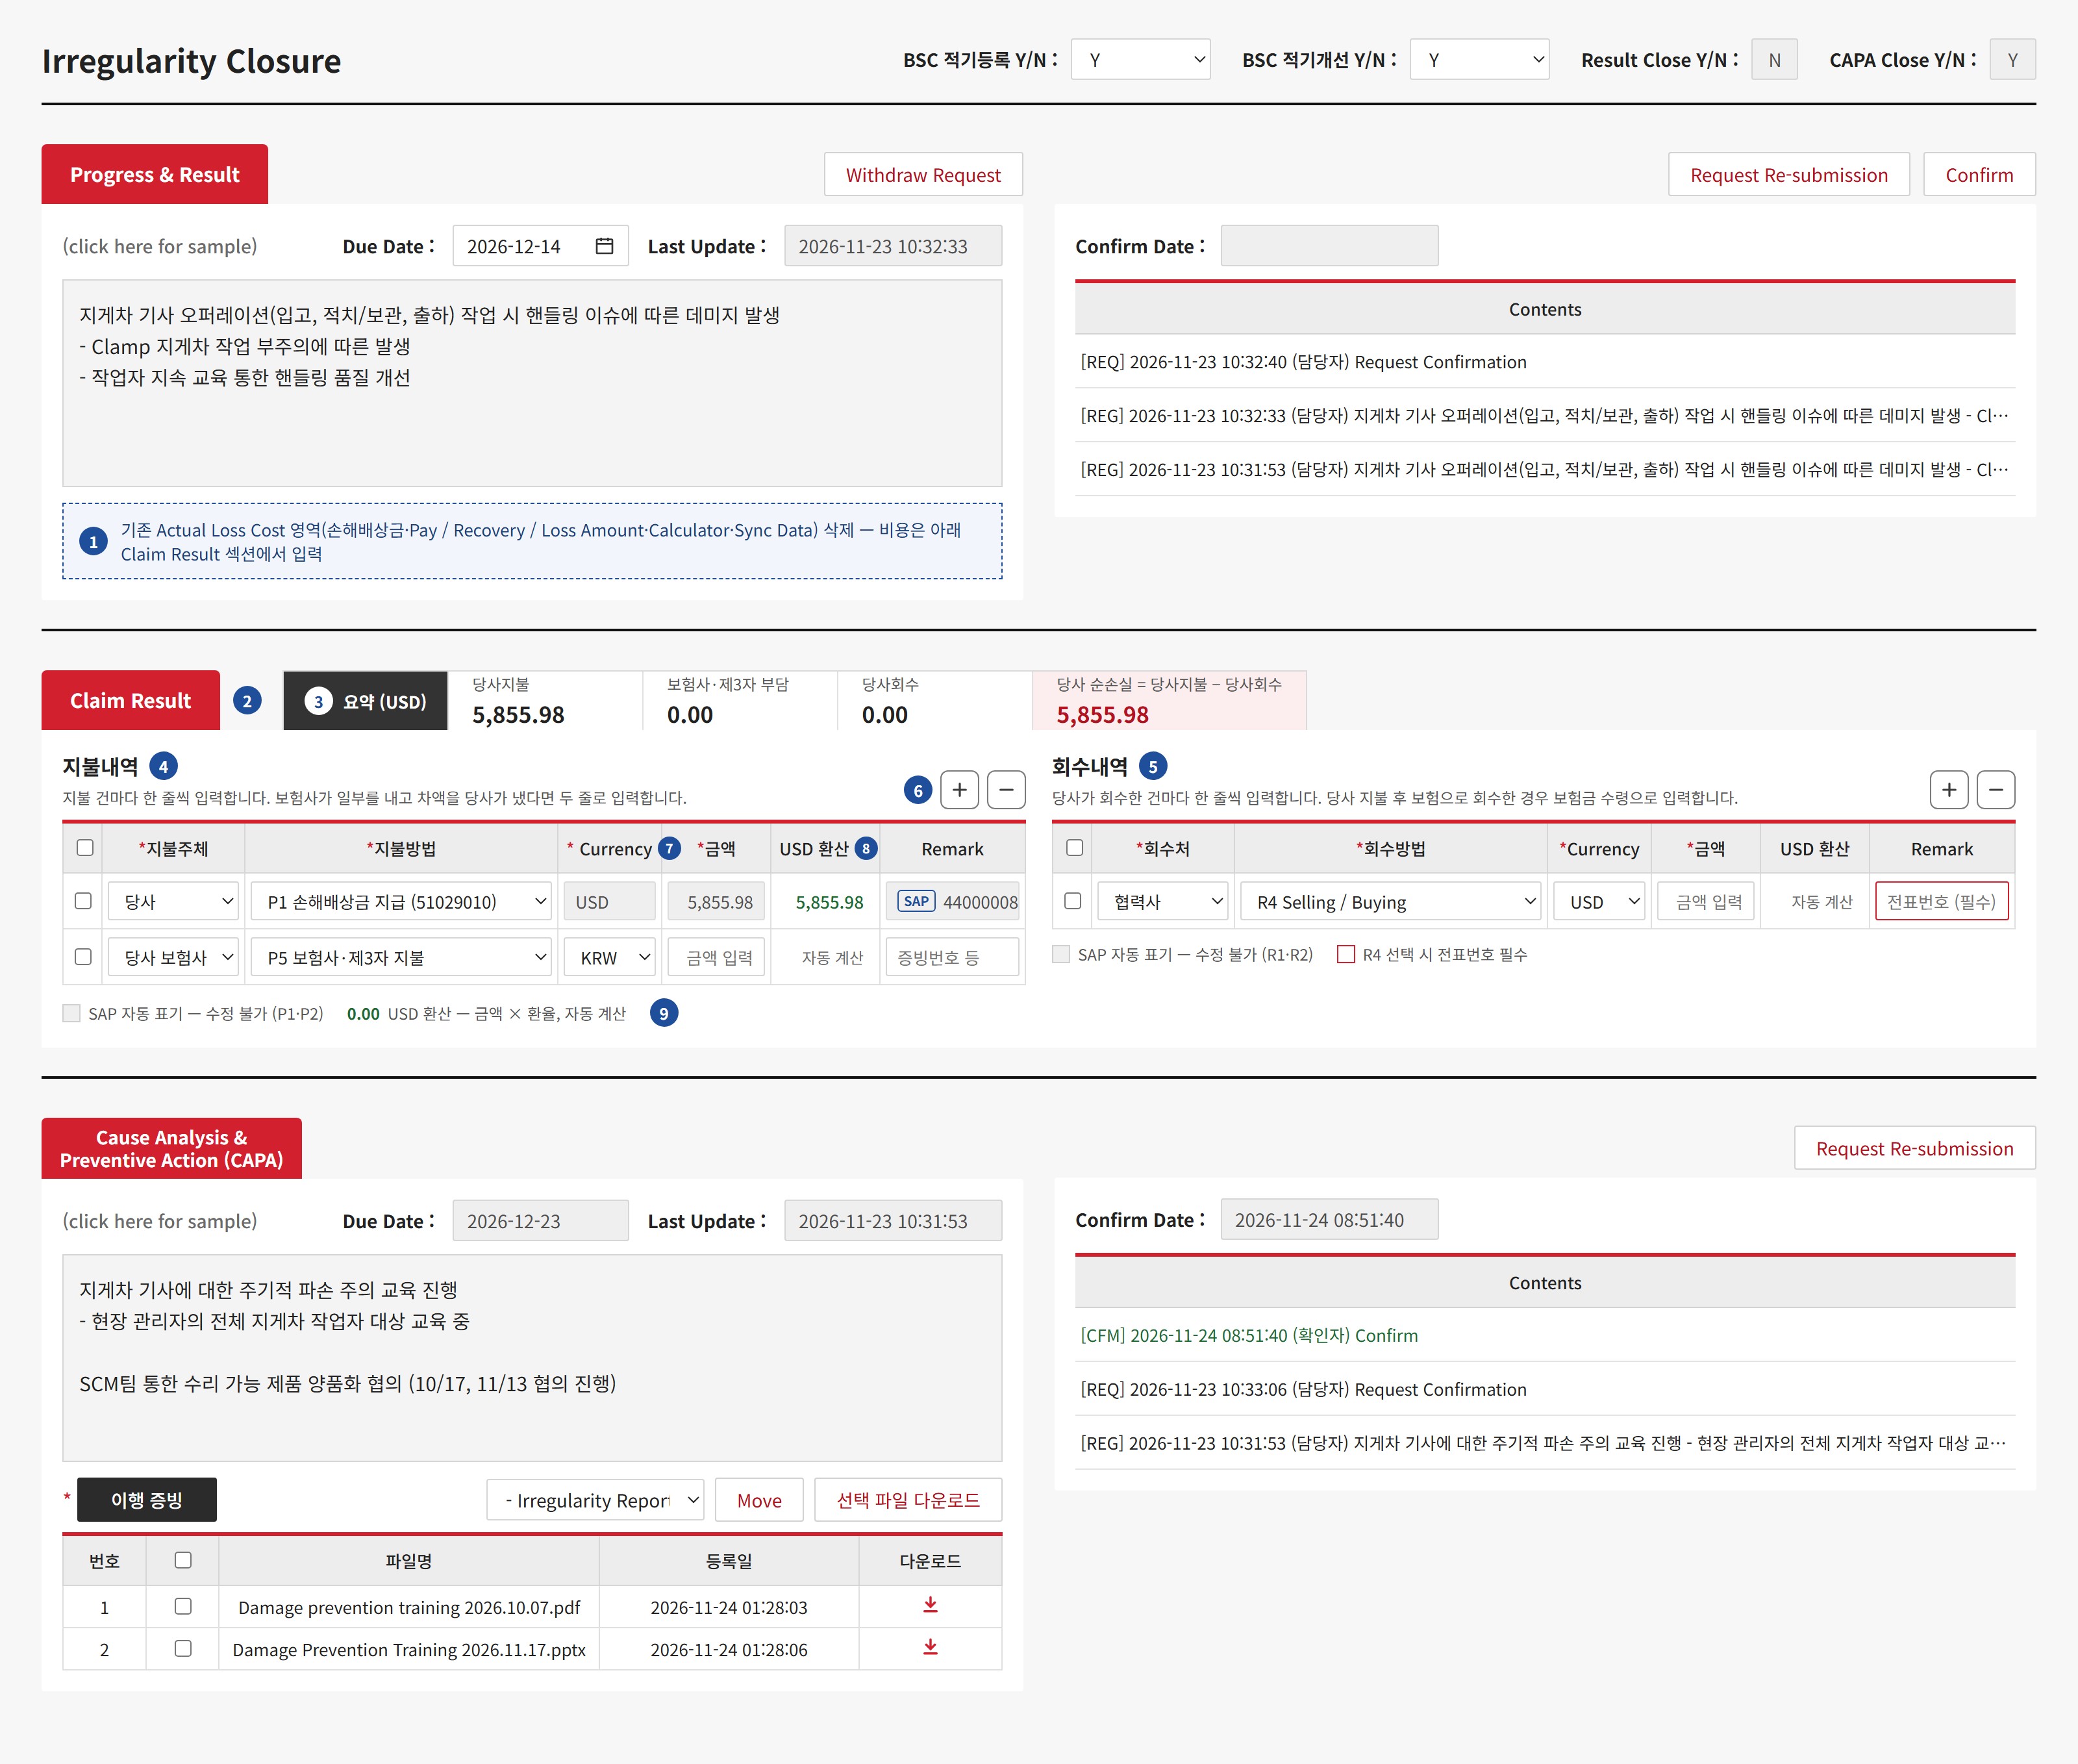 Irregularity Closure
BSC 적기등록 Y/N : Y
BSC 적기개선 Y/N : Y
Result Close Y/N : N
CAPA Close Y/N : Y
Progress & Result
Withdraw Request
Request Re-submission
Confirm
(click here for sample)
Due Date : 2026-12-14
Last Update : 2026-11-23 10:32:33
지게차 기사 오퍼레이션(입고, 적치/보관, 출하) 작업 시 핸들링 이슈에 따른 데미지 발생
- Clamp 지게차 작업 부주의에 따른 발생
- 작업자 지속 교육 통한 핸들링 품질 개선
1 기존 Actual Loss Cost 영역(손해배상금·Pay / Recovery / Loss Amount·Calculator·Sync Data) 삭제 — 비용은 아래
Claim Result 섹션에서 입력
Confirm Date :
Contents
[REQ] 2026-11-23 10:32:40 (담당자) Request Confirmation
[REG] 2026-11-23 10:32:33 (담당자) 지게차 기사 오퍼레이션(입고, 적치/보관, 출하) 작업 시 핸들링 이슈에 따른 데미지 발생 - Cl…
[REG] 2026-11-23 10:31:53 (담당자) 지게차 기사 오퍼레이션(입고, 적치/보관, 출하) 작업 시 핸들링 이슈에 따른 데미지 발생 - Cl…
Claim Result 2
3 요약 (USD)
당사지불
5,855.98
보험사·제3자 부담
0.00
당사회수
0.00
당사 순손실 = 당사지불 − 당사회수
5,855.98
지불내역 4
지불 건마다 한 줄씩 입력합니다. 보험사가 일부를 내고 차액을 당사가 냈다면 두 줄로 입력합니다.
6 + −
*지불주체 *지불방법 * Currency 7 *금액 USD 환산 8 Remark
당사 P1 손해배상금 지급 (51029010) USD 5,855.98 5,855.98 SAP 44000008
당사 보험사 P5 보험사·제3자 지불 KRW 금액 입력 자동 계산 증빙번호 등
SAP 자동 표기 — 수정 불가 (P1·P2) 0.00 USD 환산 — 금액 × 환율, 자동 계산 9
회수내역 5
당사가 회수한 건마다 한 줄씩 입력합니다. 당사 지불 후 보험으로 회수한 경우 보험금 수령으로 입력합니다.
+ −
*회수처 *회수방법 *Currency *금액 USD 환산 Remark
협력사 R4 Selling / Buying USD 금액 입력 자동 계산 전표번호 (필수)
SAP 자동 표기 — 수정 불가 (R1·R2) R4 선택 시 전표번호 필수
Cause Analysis &
Preventive Action (CAPA)
Request Re-submission
(click here for sample)
Due Date : 2026-12-23
Last Update : 2026-11-23 10:31:53
지게차 기사에 대한 주기적 파손 주의 교육 진행
- 현장 관리자의 전체 지게차 작업자 대상 교육 중
SCM팀 통한 수리 가능 제품 양품화 협의 (10/17, 11/13 협의 진행)
* 이행 증빙
- Irregularity Report
Move
선택 파일 다운로드
번호 파일명 등록일 다운로드
1 Damage prevention training 2026.10.07.pdf 2026-11-24 01:28:03
2 Damage Prevention Training 2026.11.17.pptx 2026-11-24 01:28:06
Confirm Date : 2026-11-24 08:51:40
Contents
[CFM] 2026-11-24 08:51:40 (확인자) Confirm
[REQ] 2026-11-23 10:33:06 (담당자) Request Confirmation
[REG] 2026-11-23 10:31:53 (담당자) 지게차 기사에 대한 주기적 파손 주의 교육 진행 - 현장 관리자의 전체 지게차 작업자 대상 교…